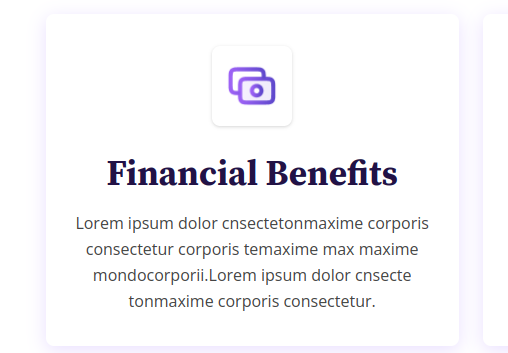 Financial Benefits
Lorem ipsum dolor cnsectetonmaxime corporis
consectetur corporis temaxime max maxime
mondocorporii.Lorem ipsum dolor cnsecte
tonmaxime corporis consectetur.